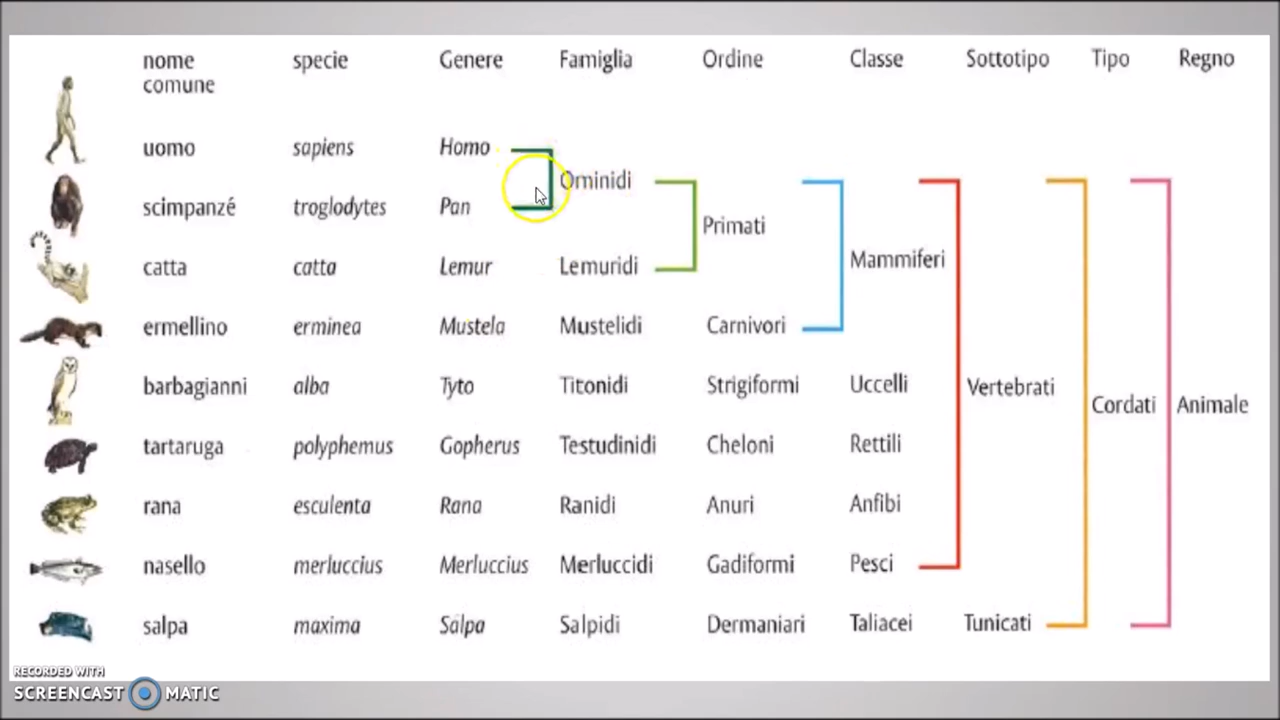 nome comune specie Genere Famiglia Ordine Classe Sottotipo Tipo Regno
uomo sapiens Homo
Ominidi
scimpanzé troglodytes Pan
Primati
catta catta Lemur Lemuridi
Mammiferi
ermellino erminea Mustela Mustelidi Carnivori
barbagianni alba Tyto Titonidi Strigiformi Uccelli
Vertebrati
Cordati Animale
tartaruga polyphemus Gopherus Testudinidi Cheloni Rettili
rana esculenta Rana Ranidi Anuri Anfibi
nasello merluccius Merluccius Merluccidi Gadiformi Pesci
salpa maxima Salpa Salpidi Dermaniari Taliacei Tunicati
RECORDED WITH
SCREENCAST MATIC